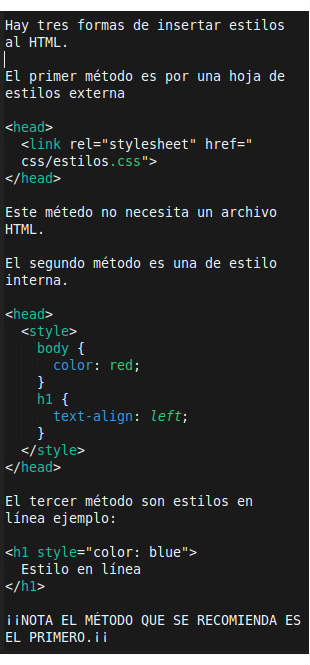 Hay tres formas de insertar estilos
al HTML.
El primer método es por una hoja de
estilos externa
<head>
<link rel="stylesheet" href="
css/estilos.css">
</head>
Este métedo no necesita un archivo
HTML.
El segundo método es una de estilo
interna.
<head>
<style>
body {
color: red;
}
h1 {
text-align: left;
}
</style>
</head>
El tercer método son estilos en
línea ejemplo:
<h1 style="color: blue">
Estilo en línea
</h1>
¡¡NOTA EL MÉTODO QUE SE RECOMIENDA ES
EL PRIMERO.¡¡